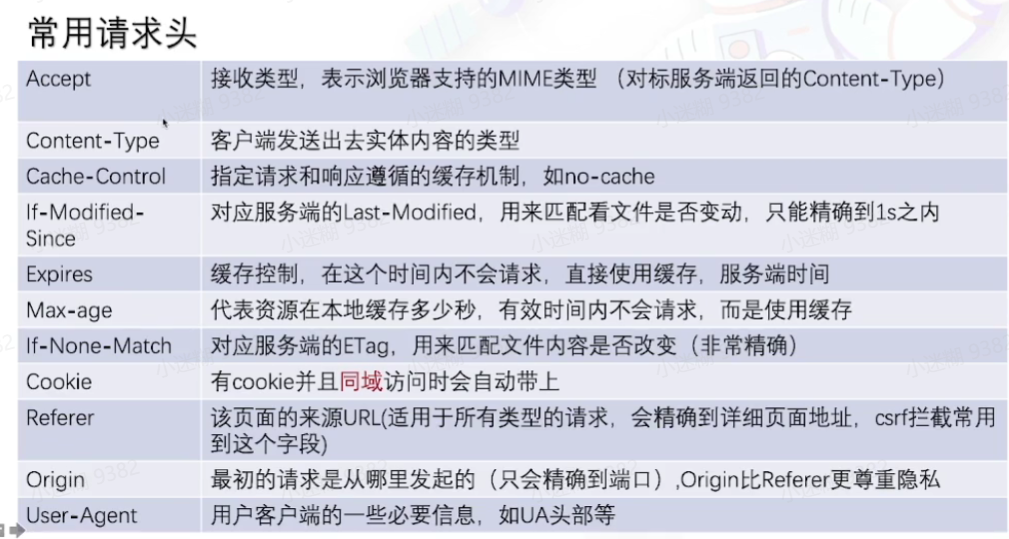 常用请求头
Accept 接收类型，表示浏览器支持的MIME类型 （对标服务端返回的Content-Type）
Content-Type 客户端发送出去实体内容的类型
Cache-Control 指定请求和响应遵循的缓存机制，如no-cache
If-Modified- 对应服务端的Last-Modified，用来匹配看文件是否变动，只能精确到1s之内
Since
Expires 缓存控制，在这个时间内不会请求，直接使用缓存，服务端时间
Max-age 代表资源在本地缓存多少秒，有效时间内不会请求，而是使用缓存
If-None-Match 对应服务端的ETag，用来匹配文件内容是否改变（非常精确）
Cookie 有cookie并且同域访问时会自动带上
Referer 该页面的来源URL(适用于所有类型的请求，会精确到详细页面地址，csrf拦截常用
到这个字段)
Origin 最初的请求是从哪里发起的（只会精确到端口）,Origin比Referer更尊重隐私
User-Agent 用户客户端的一些必要信息，如UA头部等
小迷糊 9382